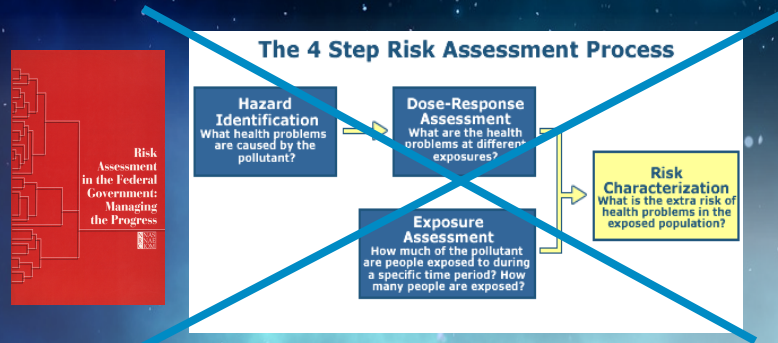 Risk
Assessment
in the Federal
Government:
Managing
the Progress
NAS
NAE
IOM
The 4 Step Risk Assessment Process
Hazard
Identification
What health problems
are caused by the
pollutant?
Dose-Response
Assessment
What are the health
problems at different
exposures?
Exposure
Assessment
How much of the pollutant
are people exposed to during
a specific time period? How
many people are exposed?
Risk
Characterization
What is the extra risk of
health problems in the
exposed population?